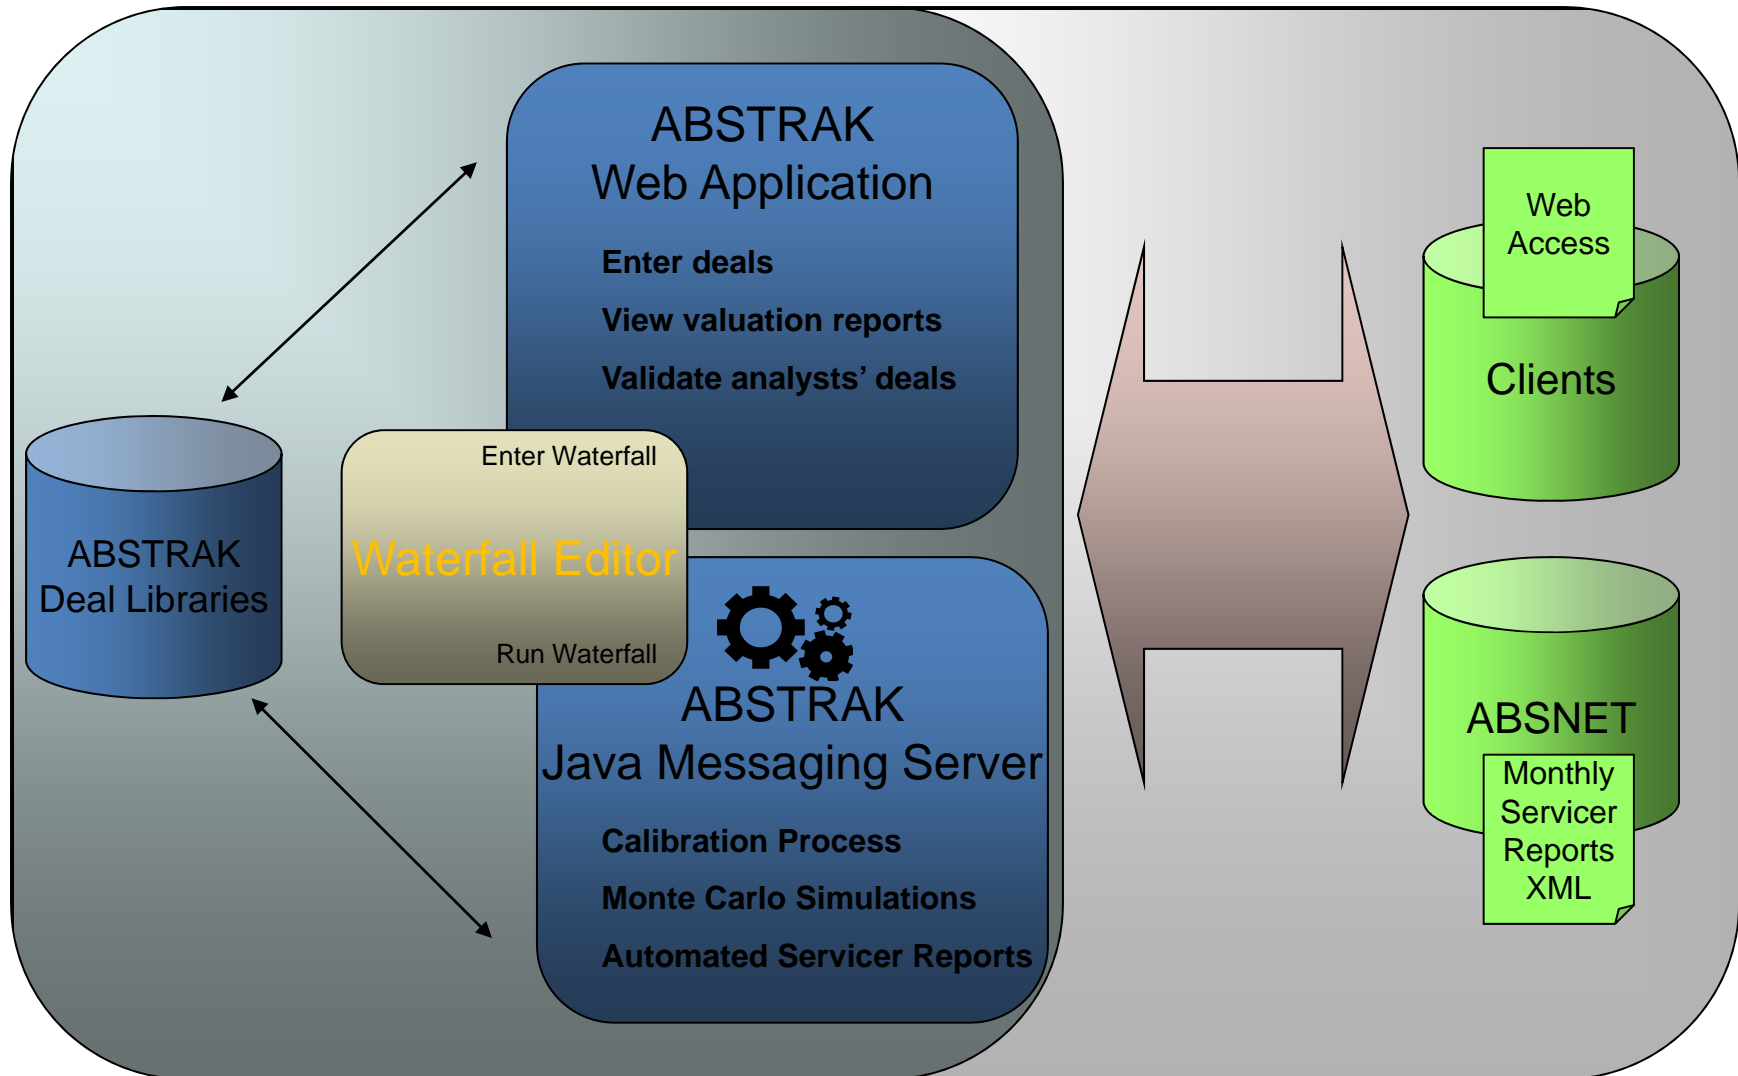 ABSTRAK
Web Application
Enter deals
View valuation reports
Validate analysts’ deals
Enter Waterfall
Waterfall Editor
Run Waterfall
ABSTRAK
Deal Libraries
ABSTRAK
Java Messaging Server
Calibration Process
Monte Carlo Simulations
Automated Servicer Reports
Web
Access
Clients
ABSNET
Monthly
Servicer
Reports
XML